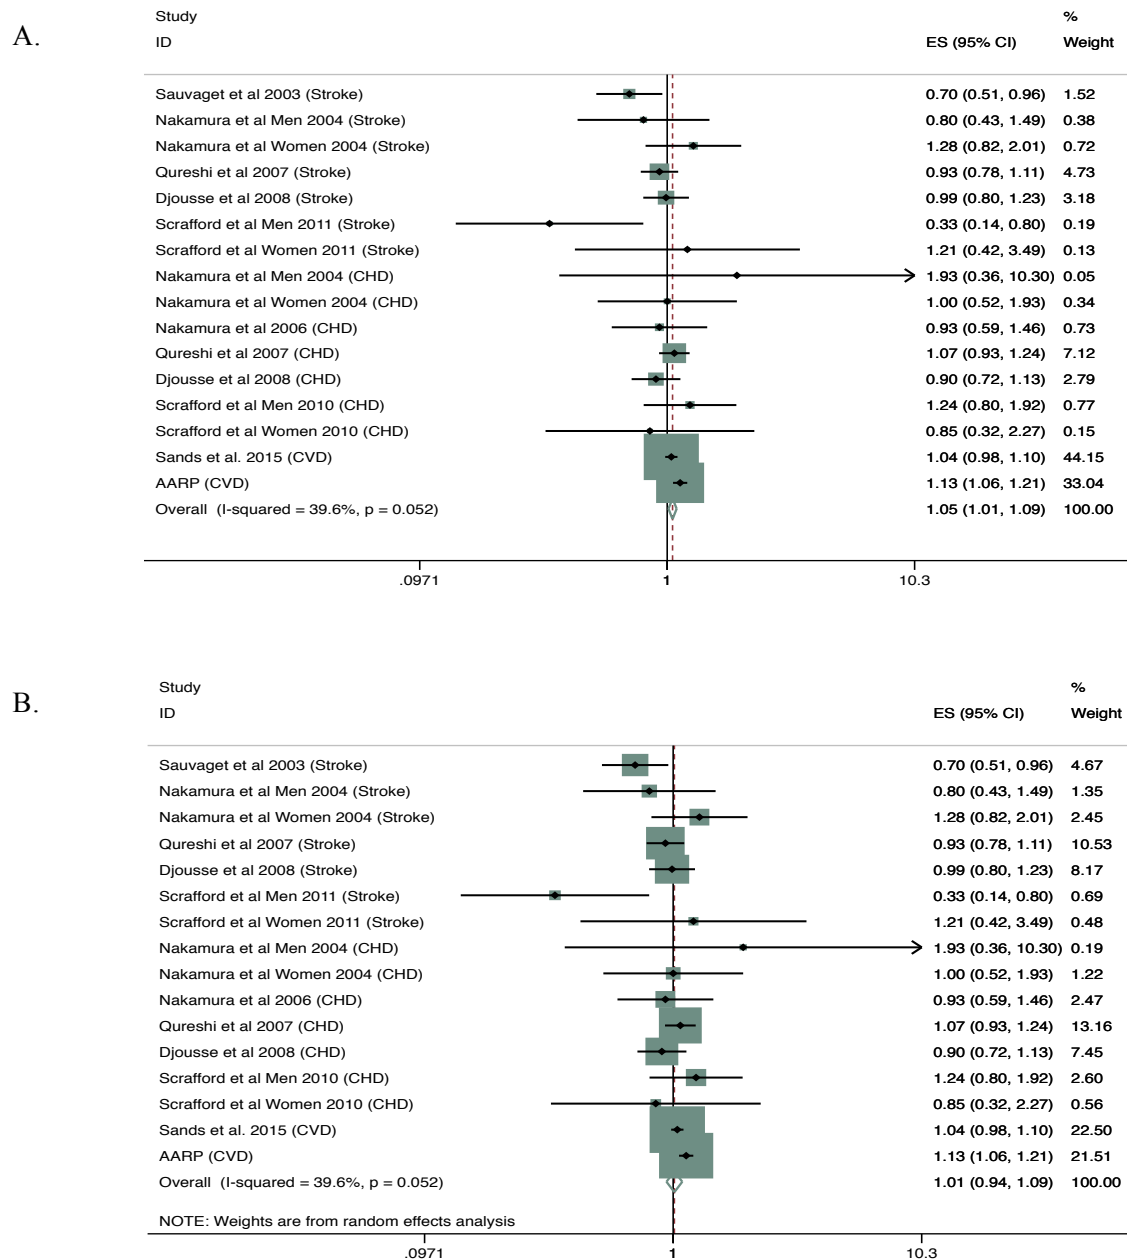 A.
Study %
ID ES (95% CI) Weight
Sauvaget et al 2003 (Stroke) 0.70 (0.51, 0.96) 1.52
Nakamura et al Men 2004 (Stroke) 0.80 (0.43, 1.49) 0.38
Nakamura et al Women 2004 (Stroke) 1.28 (0.82, 2.01) 0.72
Qureshi et al 2007 (Stroke) 0.93 (0.78, 1.11) 4.73
Djousse et al 2008 (Stroke) 0.99 (0.80, 1.23) 3.18
Scrafford et al Men 2011 (Stroke) 0.33 (0.14, 0.80) 0.19
Scrafford et al Women 2011 (Stroke) 1.21 (0.42, 3.49) 0.13
Nakamura et al Men 2004 (CHD) 1.93 (0.36, 10.30) 0.05
Nakamura et al Women 2004 (CHD) 1.00 (0.52, 1.93) 0.34
Nakamura et al 2006 (CHD) 0.93 (0.59, 1.46) 0.73
Qureshi et al 2007 (CHD) 1.07 (0.93, 1.24) 7.12
Djousse et al 2008 (CHD) 0.90 (0.72, 1.13) 2.79
Scrafford et al Men 2010 (CHD) 1.24 (0.80, 1.92) 0.77
Scrafford et al Women 2010 (CHD) 0.85 (0.32, 2.27) 0.15
Sands et al. 2015 (CVD) 1.04 (0.98, 1.10) 44.15
AARP (CVD) 1.13 (1.06, 1.21) 33.04
Overall (I-squared = 39.6%, p = 0.052) 1.05 (1.01, 1.09) 100.00
.0971 1 10.3
B.
Study %
ID ES (95% CI) Weight
Sauvaget et al 2003 (Stroke) 0.70 (0.51, 0.96) 4.67
Nakamura et al Men 2004 (Stroke) 0.80 (0.43, 1.49) 1.35
Nakamura et al Women 2004 (Stroke) 1.28 (0.82, 2.01) 2.45
Qureshi et al 2007 (Stroke) 0.93 (0.78, 1.11) 10.53
Djousse et al 2008 (Stroke) 0.99 (0.80, 1.23) 8.17
Scrafford et al Men 2011 (Stroke) 0.33 (0.14, 0.80) 0.69
Scrafford et al Women 2011 (Stroke) 1.21 (0.42, 3.49) 0.48
Nakamura et al Men 2004 (CHD) 1.93 (0.36, 10.30) 0.19
Nakamura et al Women 2004 (CHD) 1.00 (0.52, 1.93) 1.22
Nakamura et al 2006 (CHD) 0.93 (0.59, 1.46) 2.47
Qureshi et al 2007 (CHD) 1.07 (0.93, 1.24) 13.16
Djousse et al 2008 (CHD) 0.90 (0.72, 1.13) 7.45
Scrafford et al Men 2010 (CHD) 1.24 (0.80, 1.92) 2.60
Scrafford et al Women 2010 (CHD) 0.85 (0.32, 2.27) 0.56
Sands et al. 2015 (CVD) 1.04 (0.98, 1.10) 22.50
AARP (CVD) 1.13 (1.06, 1.21) 21.51
Overall (I-squared = 39.6%, p = 0.052) 1.01 (0.94, 1.09) 100.00
NOTE: Weights are from random effects analysis
.0971 1 10.3